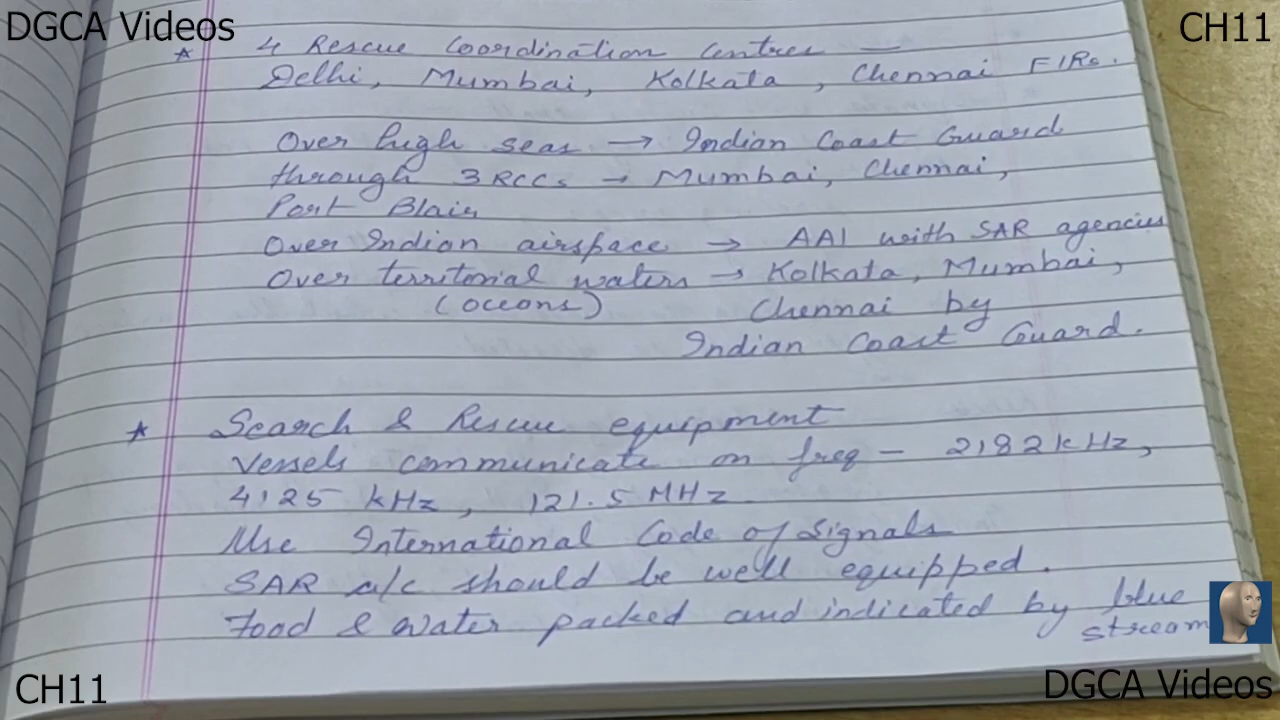 DGCA Videos
CH11
* 4 Rescue Coordination Centres —
Delhi, Mumbai, Kolkata, Chennai FIRs.
Over high seas → Indian Coast Guard
through 3 RCCs → Mumbai, Chennai,
Port Blair
Over Indian airspace → AAI with SAR agencies
Over territorial waters → Kolkata, Mumbai,
(oceans) Chennai by
Indian Coast Guard.
* Search & Rescue equipment
Vessels communicate on freq – 2182 kHz,
4125 kHz, 121.5 MHz
Use International Code of Signals
SAR a/c should be well equipped.
Food & Water packed and indicated by blue
stream
CH11
DGCA Videos